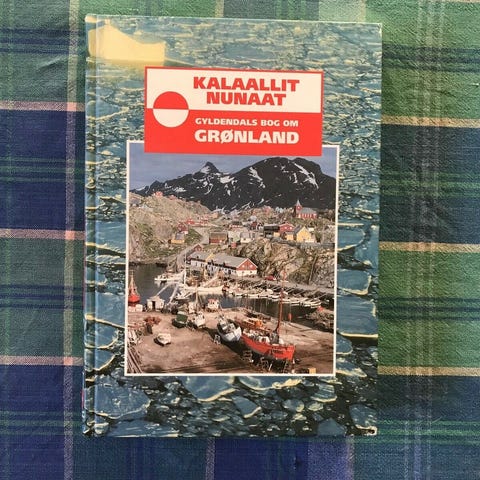 KALAALLIT
NUNAAT
GYLDENDALS BOG OM
GRØNLAND